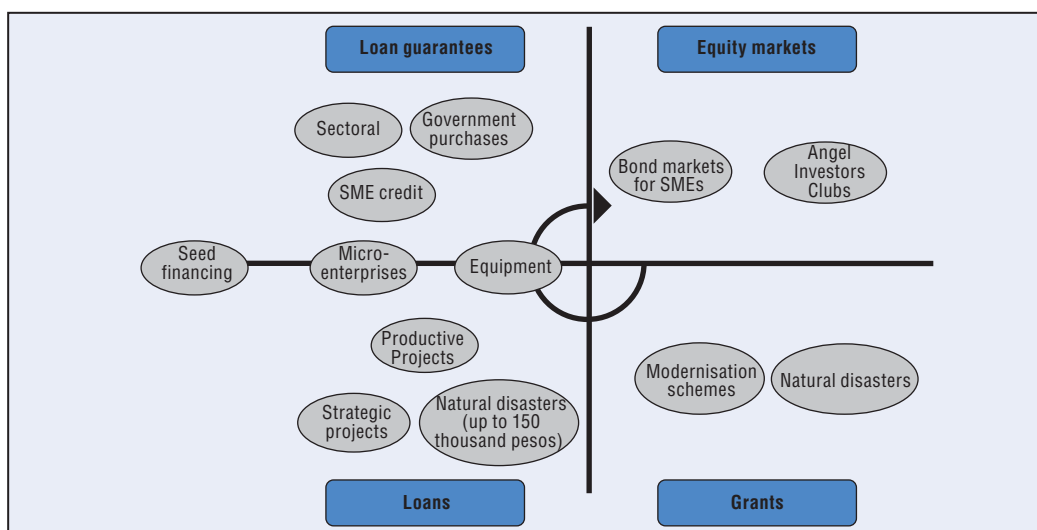 Loan guarantees
Equity markets
Sectoral
Government
purchases
SME credit
Bond markets
for SMEs
Angel
Investors
Clubs
Seed
financing
Micro-
enterprises
Equipment
Productive
Projects
Strategic
projects
Natural disasters
(up to 150
thousand pesos)
Modernisation
schemes
Natural disasters
Loans
Grants